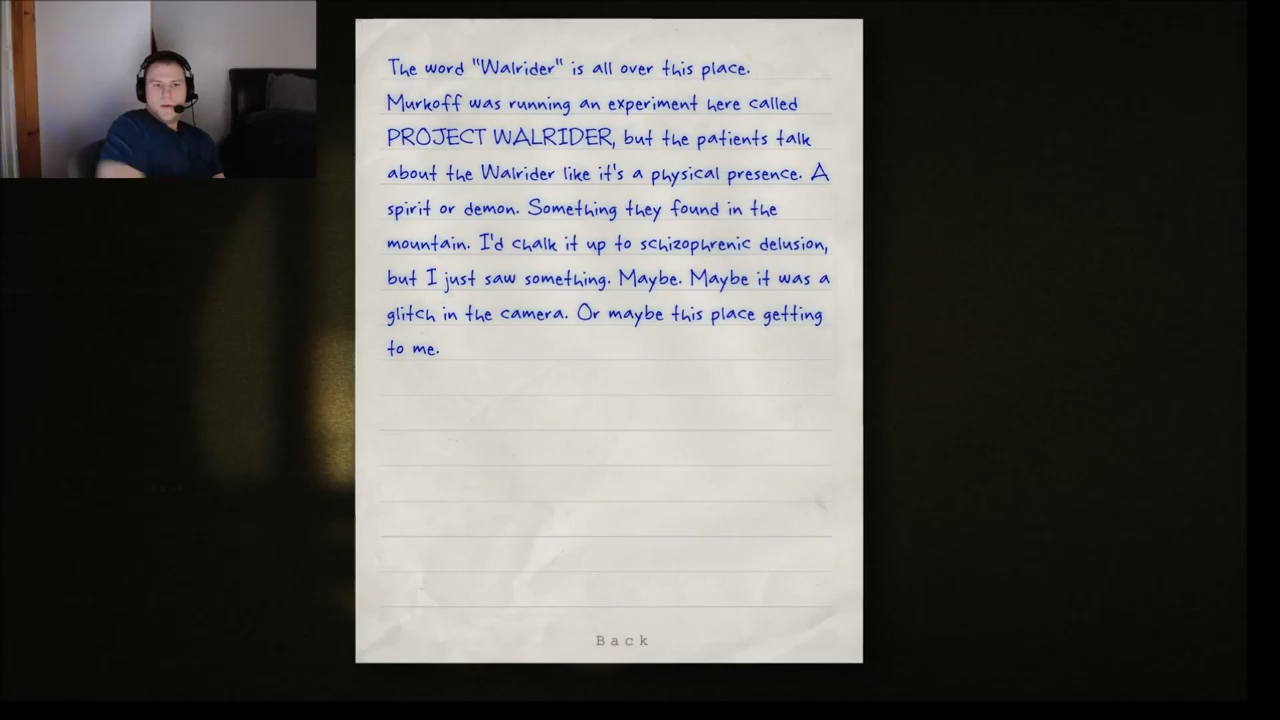 The word "Walrider" is all over this place.
Murkoff was running an experiment here called
PROJECT WALRIDER, but the patients talk
about the Walrider like it's a physical presence. A
spirit or demon. Something they found in the
mountain. I'd chalk it up to schizophrenic delusion,
but I just saw something. Maybe. Maybe it was a
glitch in the camera. Or maybe this place getting
to me.
Back